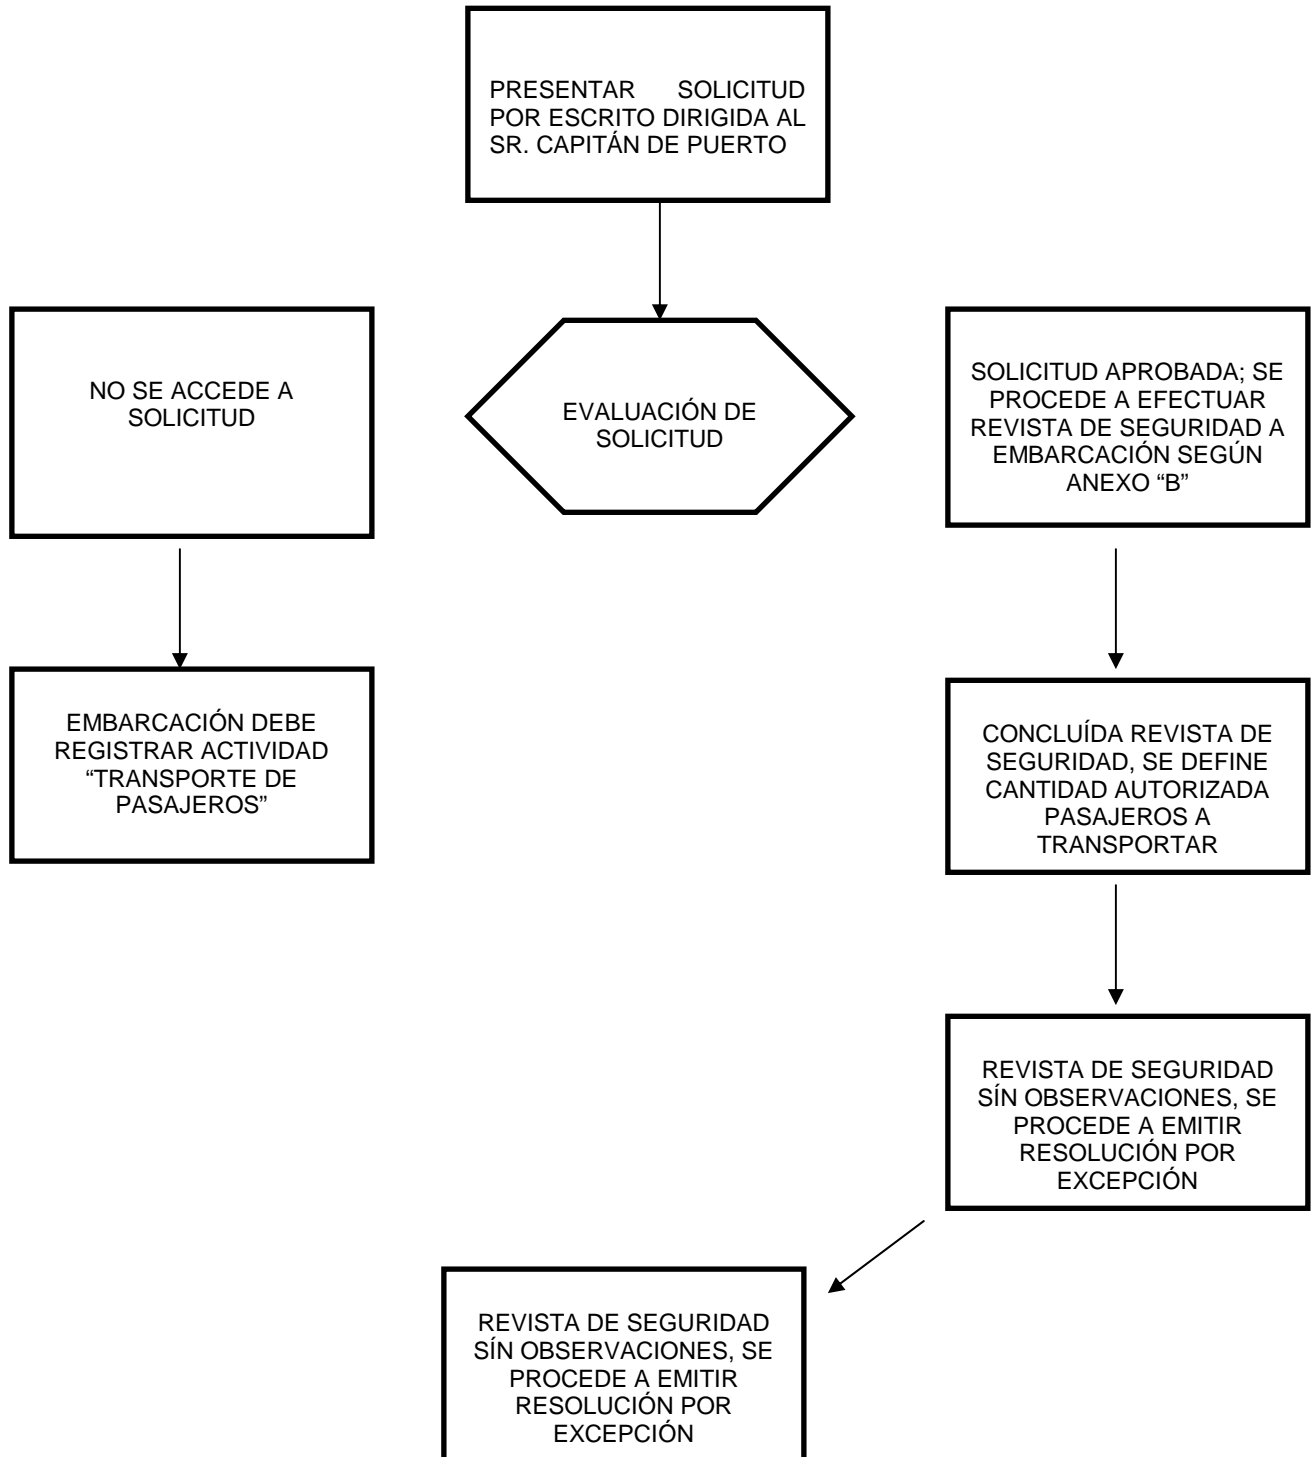 PRESENTAR SOLICITUD
POR ESCRITO DIRIGIDA AL
SR. CAPITÁN DE PUERTO
NO SE ACCEDE A
SOLICITUD
EVALUACIÓN DE
SOLICITUD
SOLICITUD APROBADA; SE
PROCEDE A EFECTUAR
REVISTA DE SEGURIDAD A
EMBARCACIÓN SEGÚN
ANEXO “B”
EMBARCACIÓN DEBE
REGISTRAR ACTIVIDAD
“TRANSPORTE DE
PASAJEROS”
CONCLUÍDA REVISTA DE
SEGURIDAD, SE DEFINE
CANTIDAD AUTORIZADA
PASAJEROS A
TRANSPORTAR
REVISTA DE SEGURIDAD
SÍN OBSERVACIONES, SE
PROCEDE A EMITIR
RESOLUCIÓN POR
EXCEPCIÓN
REVISTA DE SEGURIDAD
SÍN OBSERVACIONES, SE
PROCEDE A EMITIR
RESOLUCIÓN POR
EXCEPCIÓN